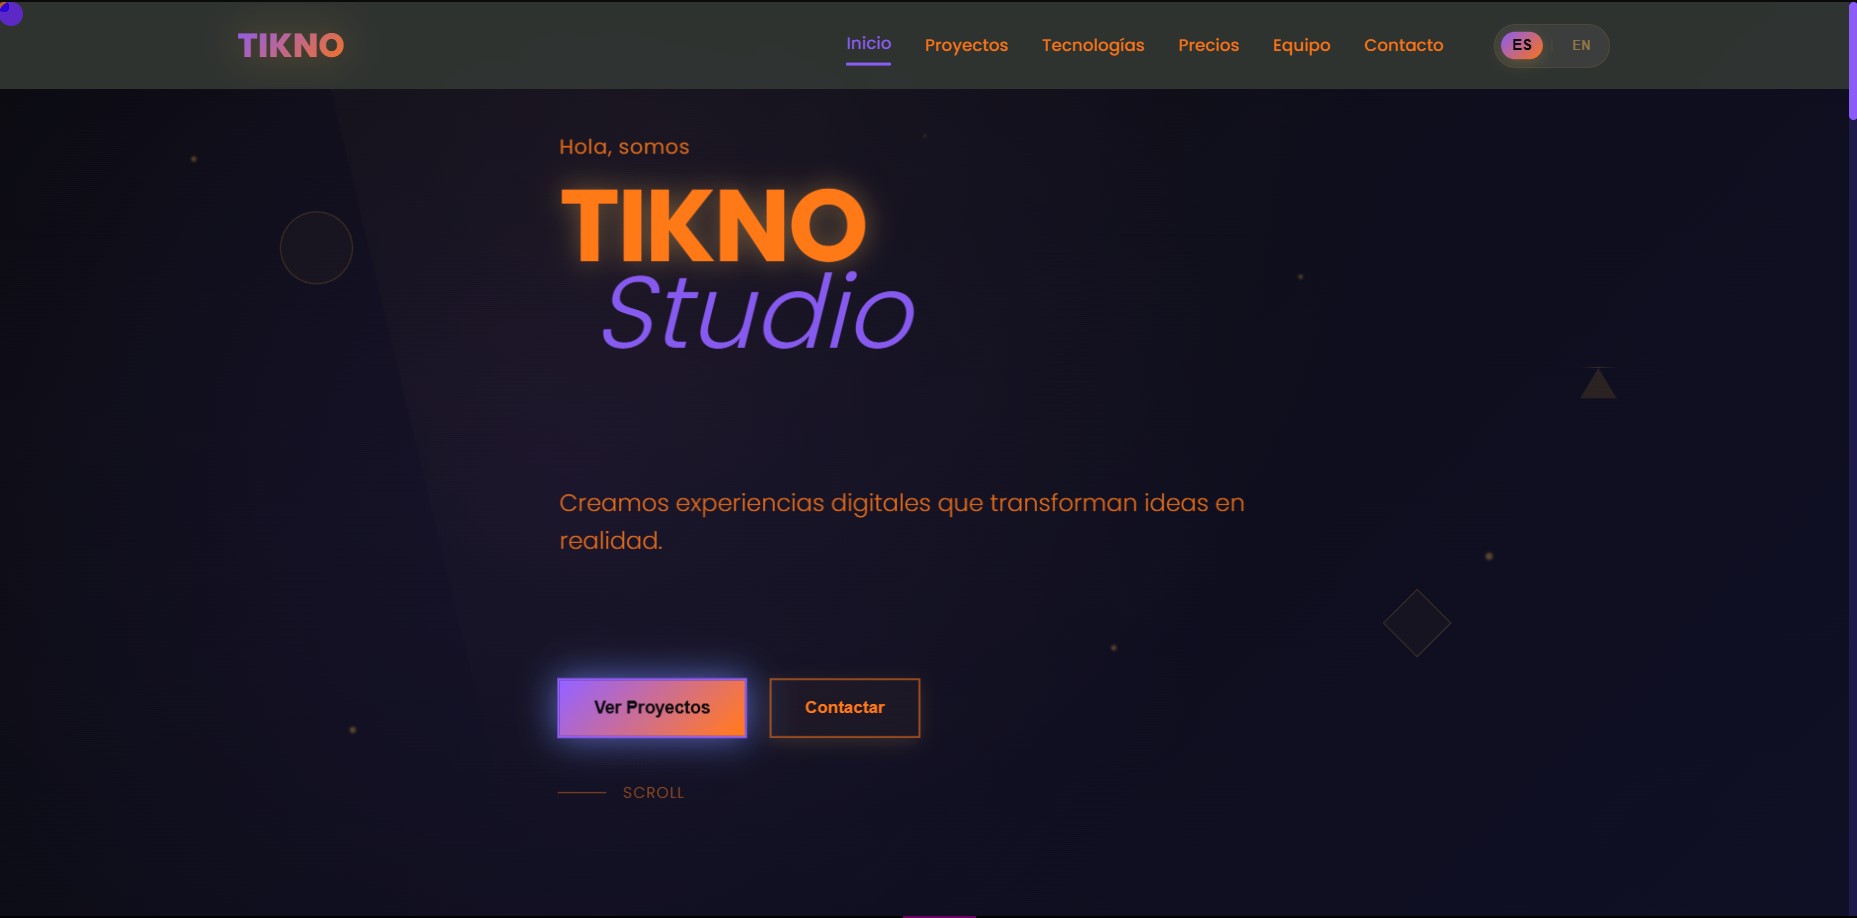 TIKNO
Inicio
Proyectos
Tecnologías
Precios
Equipo
Contacto
ES
EN
Hola, somos
TIKNO
Studio
Creamos experiencias digitales que transforman ideas en
realidad.
Ver Proyectos
Contactar
SCROLL